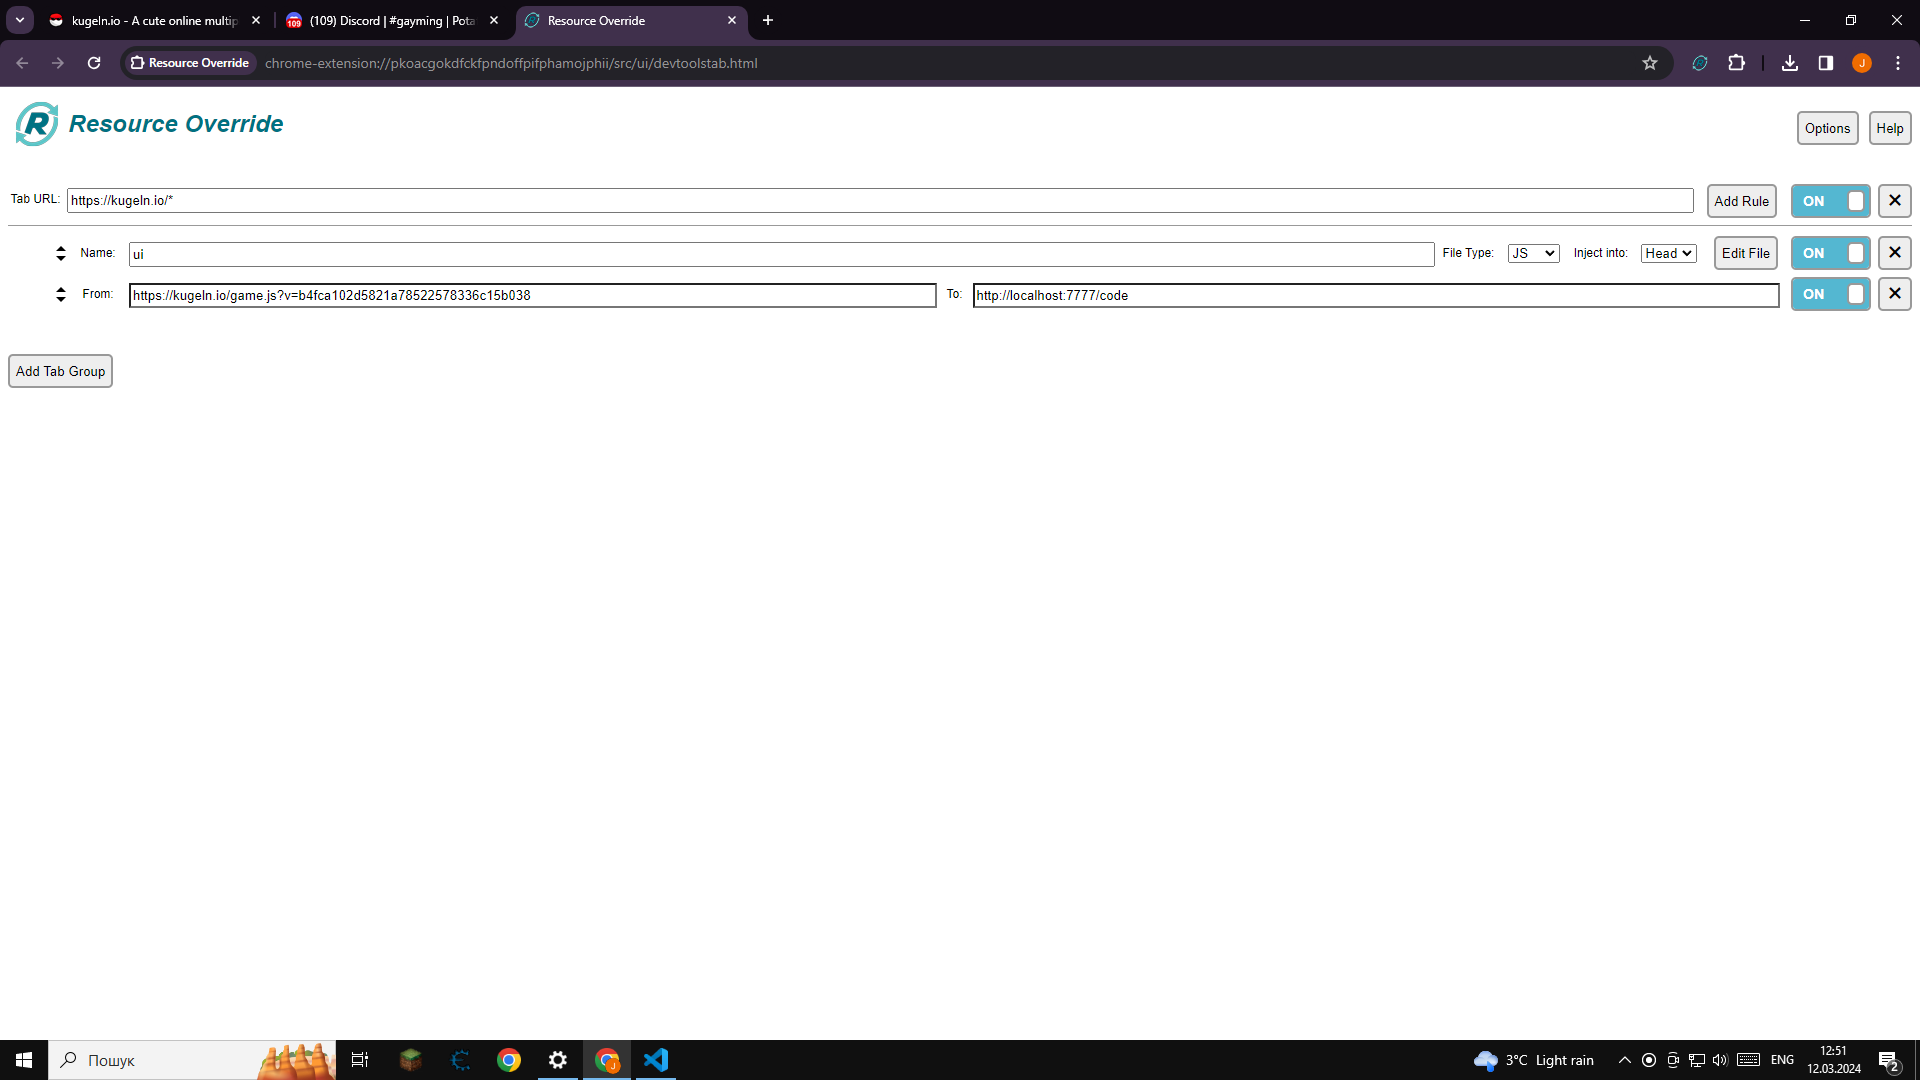 kugeln.io - A cute online multip
109
(109) Discord | #gayming | Pota
Resource Override
Resource Override
chrome-extension://pkoacgokdfckfpndoffpifphamojphii/src/ui/devtoolstab.html
J
R
Resource Override
Options
Help
Tab URL:
https://kugeln.io/*
Add Rule
ON
Name:
ui
File Type:
JS
Inject into:
Head
Edit File
ON
From:
https://kugeln.io/game.js?v=b4fca102d5821a78522578336c15b038
To:
http://localhost:7777/code
ON
Add Tab Group
Пошук
J
3°C Light rain
ENG
12:51
12.03.2024
2